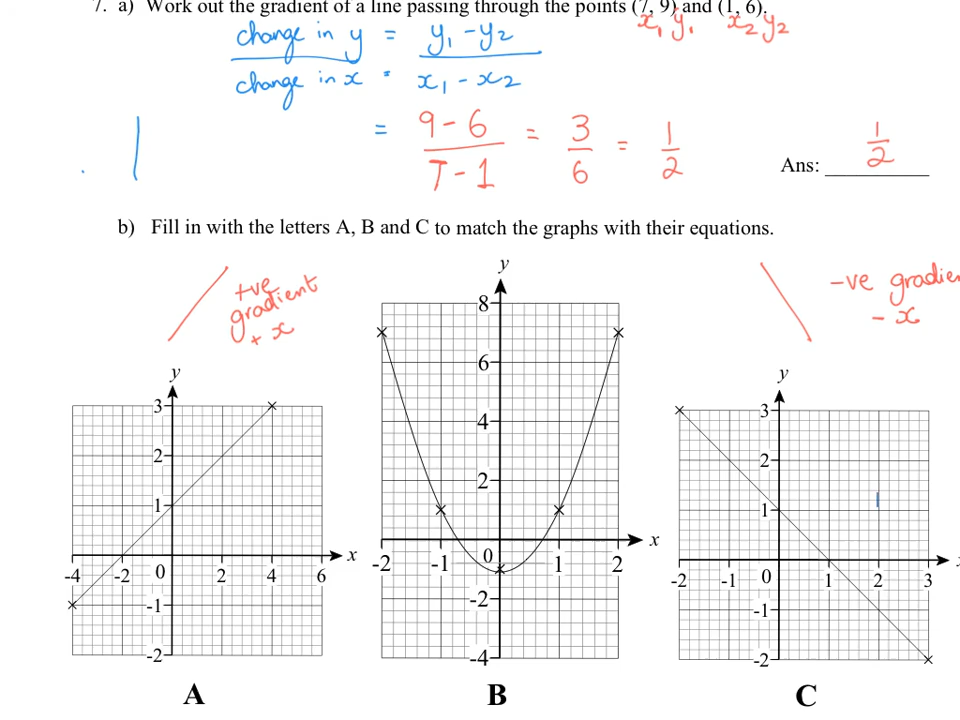 7. a) Work out the gradient of a line passing through the points (7, 9) and (1, 6).
x₁ y₁ x₂ y₂
change in y = y₁ - y₂
change in x = x₁ - x₂
= 9 - 6 = 3 = 1
7 - 1 6 2
Ans: 1/2
b) Fill in with the letters A, B and C to match the graphs with their equations.
+ve gradient + x
-ve gradien
- x
y
3
2
1
-4 -2 0 2 4 6 x
-1
-2
A
y
8
6
4
2
-2 -1 0 1 2 x
-2
-4
B
y
3
2
1
-2 -1 0 1 2 3
-1
-2
C